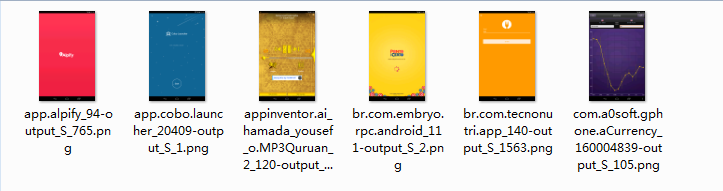 app.alpify_94-o
utput_S_765.pn
g
app.cobo.launc
her_20409-outp
ut_S_1.png
appinventor.ai_
hamada_yousef
_o.MP3Ququran_
2_120-output_...
br.com.embryo.
rpc.android_11
1-output_S_2.pn
g
br.com.tecnonu
tri.app_140-out
put_S_1563.png
com.a0soft.gph
one.aCurrency_
160004839-out
put_S_105.png